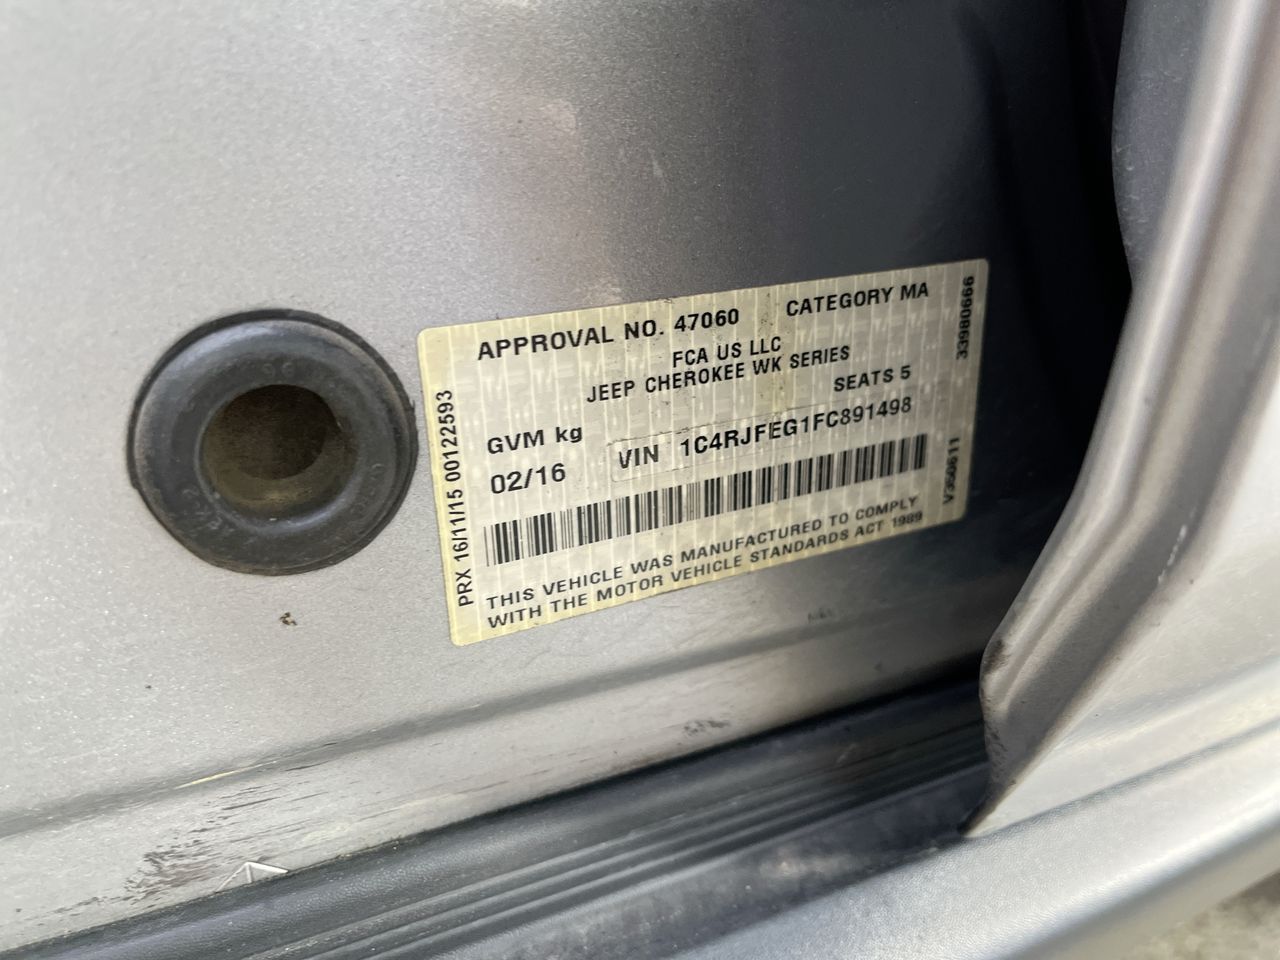 APPROVAL NO. 47060 CATEGORY MA
FCA US LLC
JEEP CHEROKEE WK SERIES
SEATS 5
GVM kg
02/16 VIN 1C4RJFEG1FC891498
THIS VEHICLE WAS MANUFACTURED TO COMPLY
WITH THE MOTOR VEHICLE STANDARDS ACT 1989
PRX 16/11/15 00122593
33980666
V350611